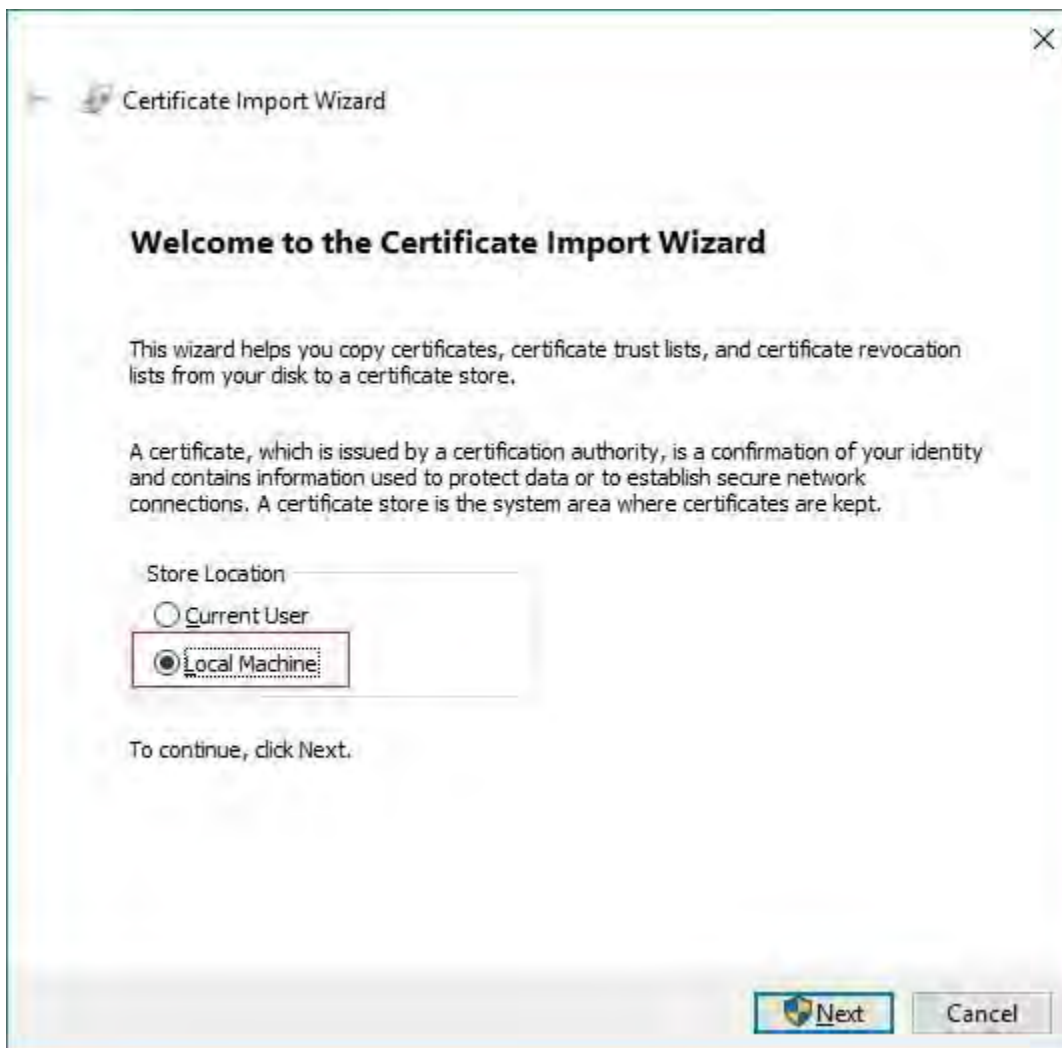 Certificate Import Wizard
Welcome to the Certificate Import Wizard
This wizard helps you copy certificates, certificate trust lists, and certificate revocation
lists from your disk to a certificate store.
A certificate, which is issued by a certification authority, is a confirmation of your identity
and contains information used to protect data or to establish secure network
connections. A certificate store is the system area where certificates are kept.
Store Location
Current User
Local Machine
To continue, click Next.
Next
Cancel